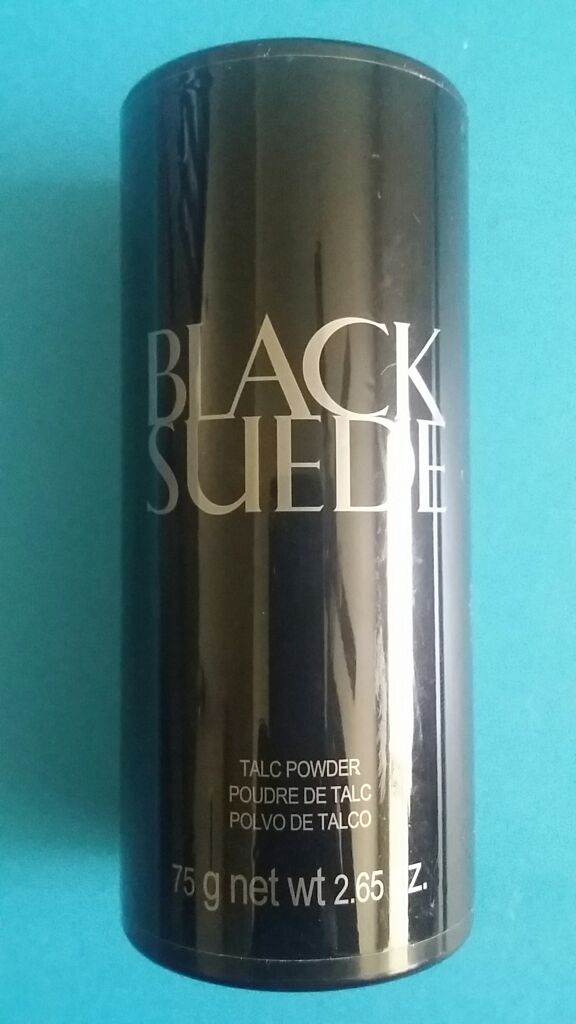 BLACK
SUEDE
TALC POWDER
POUDRE DE TALC
POLVO DE TALCO
75 g net wt 2.65 z.